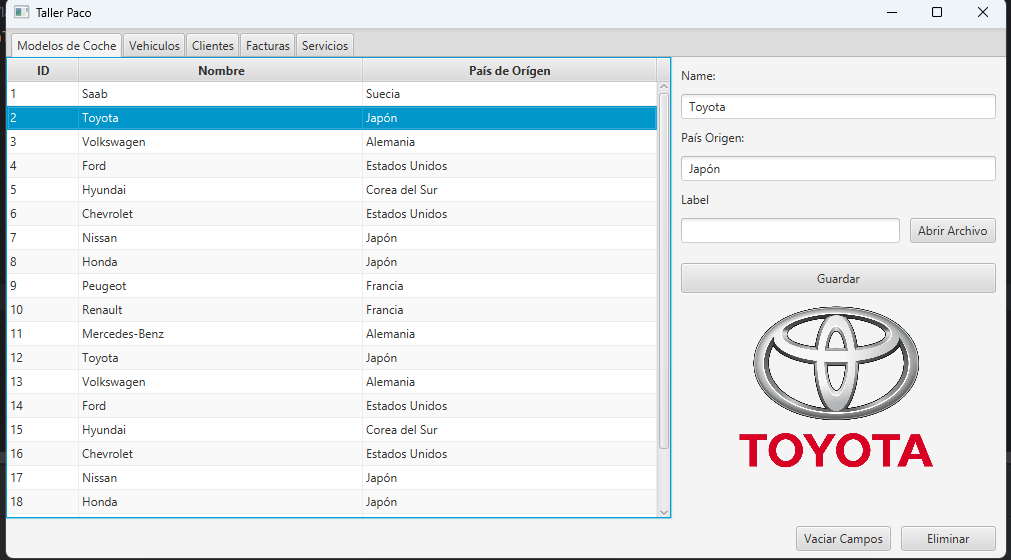 Taller Paco
Modelos de Coche Vehiculos Clientes Facturas Servicios
ID Nombre País de Orígen
1 Saab Suecia
2 Toyota Japón
3 Volkswagen Alemania
4 Ford Estados Unidos
5 Hyundai Corea del Sur
6 Chevrolet Estados Unidos
7 Nissan Japón
8 Honda Japón
9 Peugeot Francia
10 Renault Francia
11 Mercedes-Benz Alemania
12 Toyota Japón
13 Volkswagen Alemania
14 Ford Estados Unidos
15 Hyundai Corea del Sur
16 Chevrolet Estados Unidos
17 Nissan Japón
18 Honda Japón
Name:
Toyota
País Origen:
Japón
Label
Abrir Archivo
Guardar
TOYOTA
Vaciar Campos Eliminar